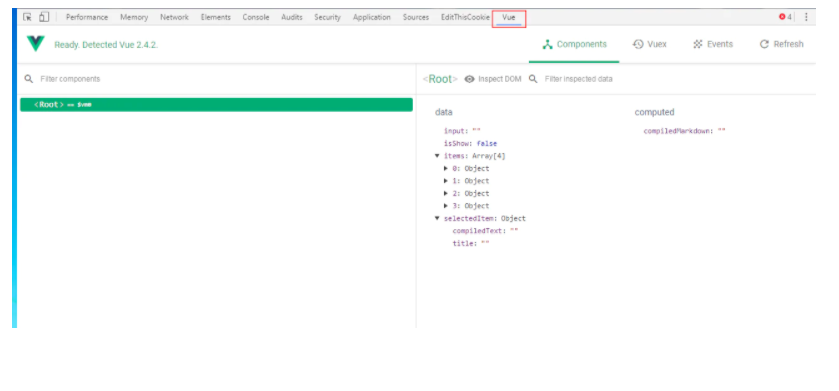 Performance Memory Network Elements Console Audits Security Application Sources EditThisCookie Vue 4
Ready. Detected Vue 2.4.2. Components Vuex Events Refresh
Filter components <Root> Inspect DOM Filter inspected data
<Root> == $vm0
data computed
input: "" compiledMarkdown: ""
isShow: false
items: Array[4]
0: Object
1: Object
2: Object
3: Object
selectedItem: Object
compiledText: ""
title: ""